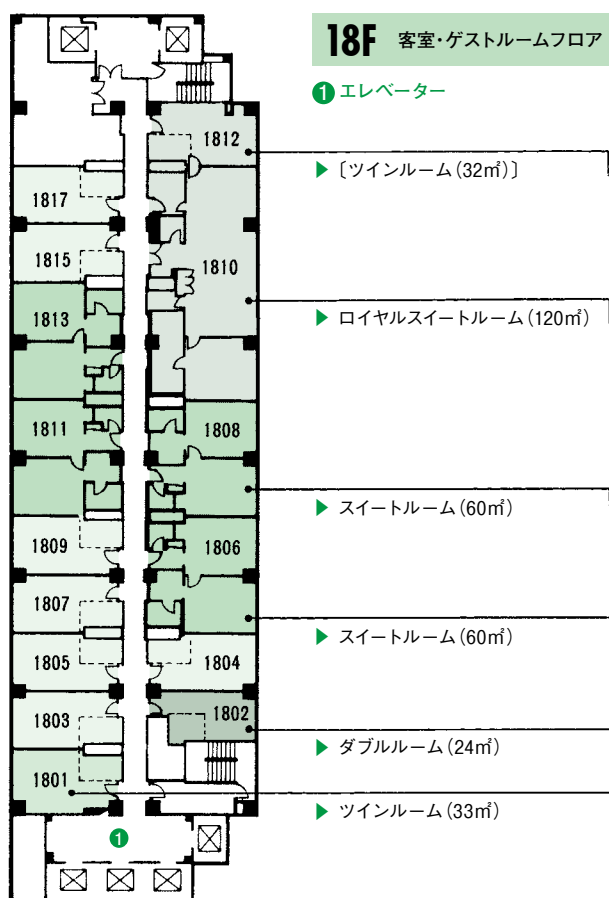 18F 客室・ゲストルームフロア
❶ エレベーター
1812
▶ 〔ツインルーム(32㎡)〕
1817
1815
1810
1813
▶ ロイヤルスイートルーム(120㎡)
1811
1808
▶ スイートルーム(60㎡)
1809
1806
1807
▶ スイートルーム(60㎡)
1805
1804
1803
1802
▶ ダブルルーム(24㎡)
1801
▶ ツインルーム(33㎡)
❶